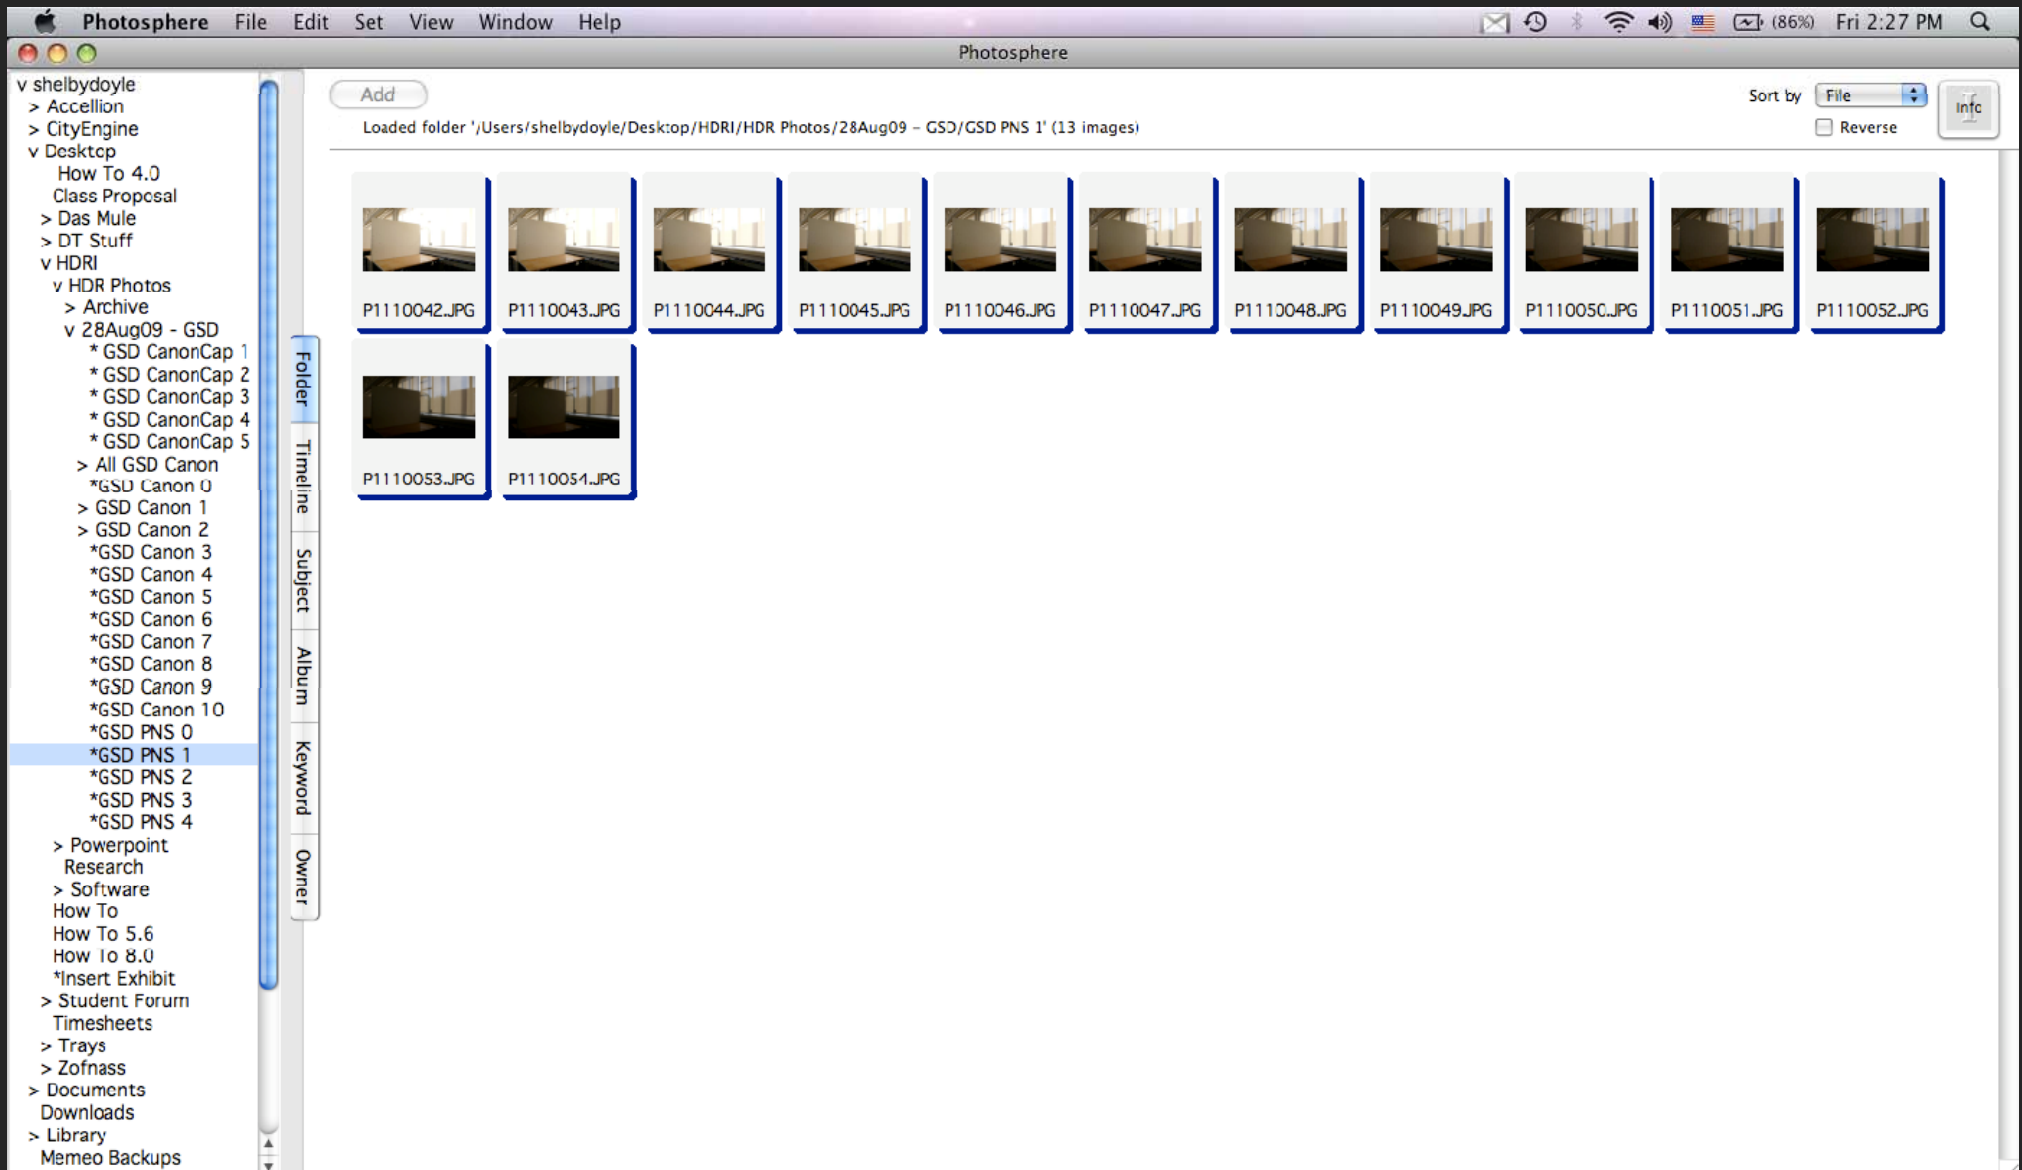 Photosphere File Edit Set View Window Help (86%) Fri 2:27 PM
Photosphere
v shelbydoyle
> Accellion
> CityEngine
v Desktop
How To 4.0
Class Proposal
> Das Mule
> DT Stuff
v HDRI
v HDR Photos
> Archive
v 28Aug09 - GSD
* GSD CanonCap 1
* GSD CanonCap 2
* GSD CanonCap 3
* GSD CanonCap 4
* GSD CanonCap 5
> All GSD Canon
*GSD Canon 0
> GSD Canon 1
> GSD Canon 2
*GSD Canon 3
*GSD Canon 4
*GSD Canon 5
*GSD Canon 6
*GSD Canon 7
*GSD Canon 8
*GSD Canon 9
*GSD Canon 10
*GSD PNS 0
*GSD PNS 1
*GSD PNS 2
*GSD PNS 3
*GSD PNS 4
> Powerpoint
Research
> Software
How To
How To 5.6
How To 8.0
*Insert Exhibit
> Student Forum
Timesheets
> Trays
> Zofnass
> Documents
Downloads
> Library
Memeo Backups
Folder
Timeline
Subject
Album
Keyword
Owner
Add
Loaded folder '/Users/shelbydoyle/Desktop/HDRI/HDR Photos/28Aug09 - GSD/GSD PNS 1' (13 images)
Sort by File
Reverse
Info
P1110042.JPG P1110043.JPG P1110044.JPG P1110045.JPG P1110046.JPG P1110047.JPG P1110048.JPG P1110049.JPG P1110050.JPG P1110051.JPG P1110052.JPG
P1110053.JPG P1110054.JPG